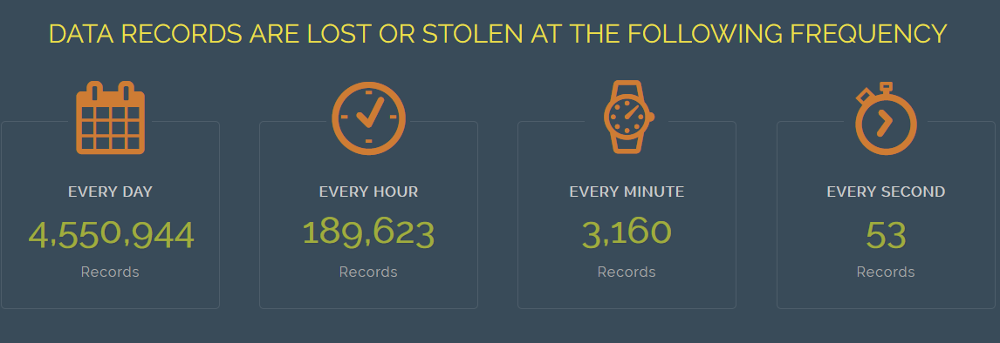 DATA RECORDS ARE LOST OR STOLEN AT THE FOLLOWING FREQUENCY
EVERY DAY
4,550,944
Records
EVERY HOUR
189,623
Records
EVERY MINUTE
3,160
Records
EVERY SECOND
53
Records